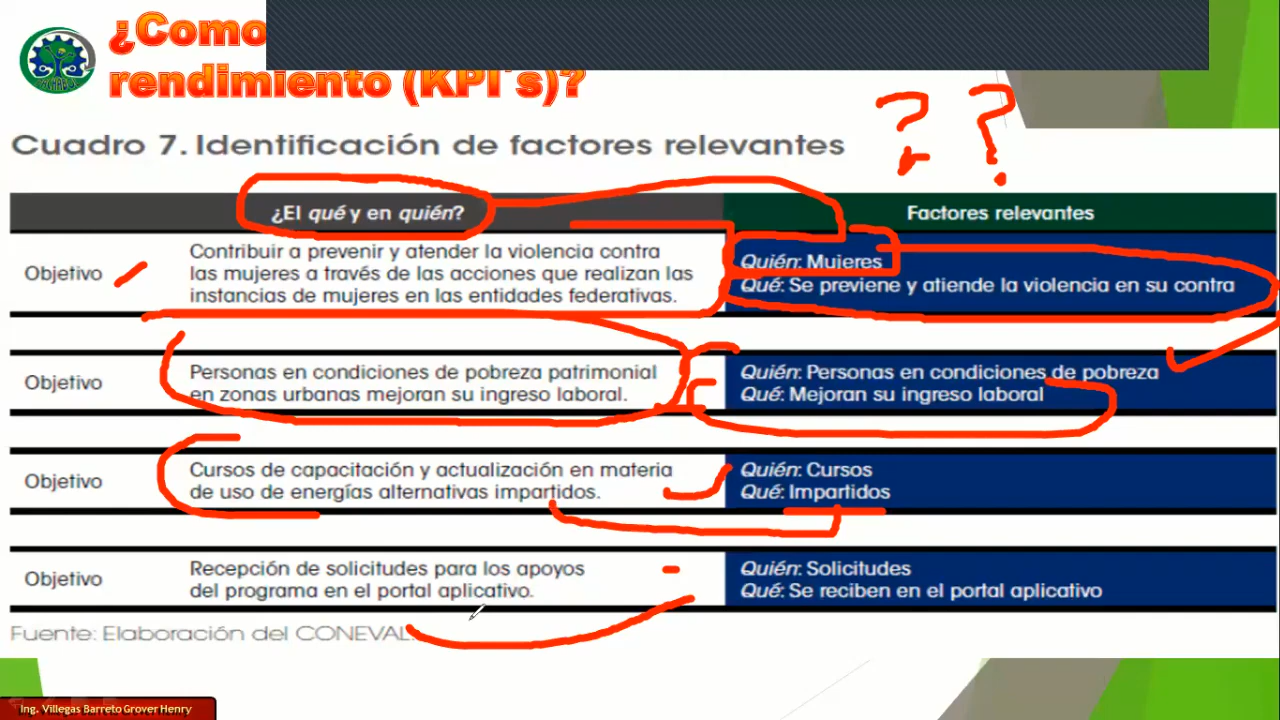 ¿Como
rendimiento (KPI´s)?
Cuadro 7. Identificación de factores relevantes
¿El qué y en quién?
Factores relevantes
Objetivo
Contribuir a prevenir y atender la violencia contra
las mujeres a través de las acciones que realizan las
instancias de mujeres en las entidades federativas.
Quién: Mujeres
Qué: Se previene y atiende la violencia en su contra
Objetivo
Personas en condiciones de pobreza patrimonial
en zonas urbanas mejoran su ingreso laboral.
Quién: Personas en condiciones de pobreza
Qué: Mejoran su ingreso laboral
Objetivo
Cursos de capacitación y actualización en materia
de uso de energías alternativas impartidos.
Quién: Cursos
Qué: Impartidos
Objetivo
Recepción de solicitudes para los apoyos
del programa en el portal aplicativo.
Quién: Solicitudes
Qué: Se reciben en el portal aplicativo
Fuente: Elaboración del CONEVAL.
Ing. Villegas Barreto Grover Henry
? ?